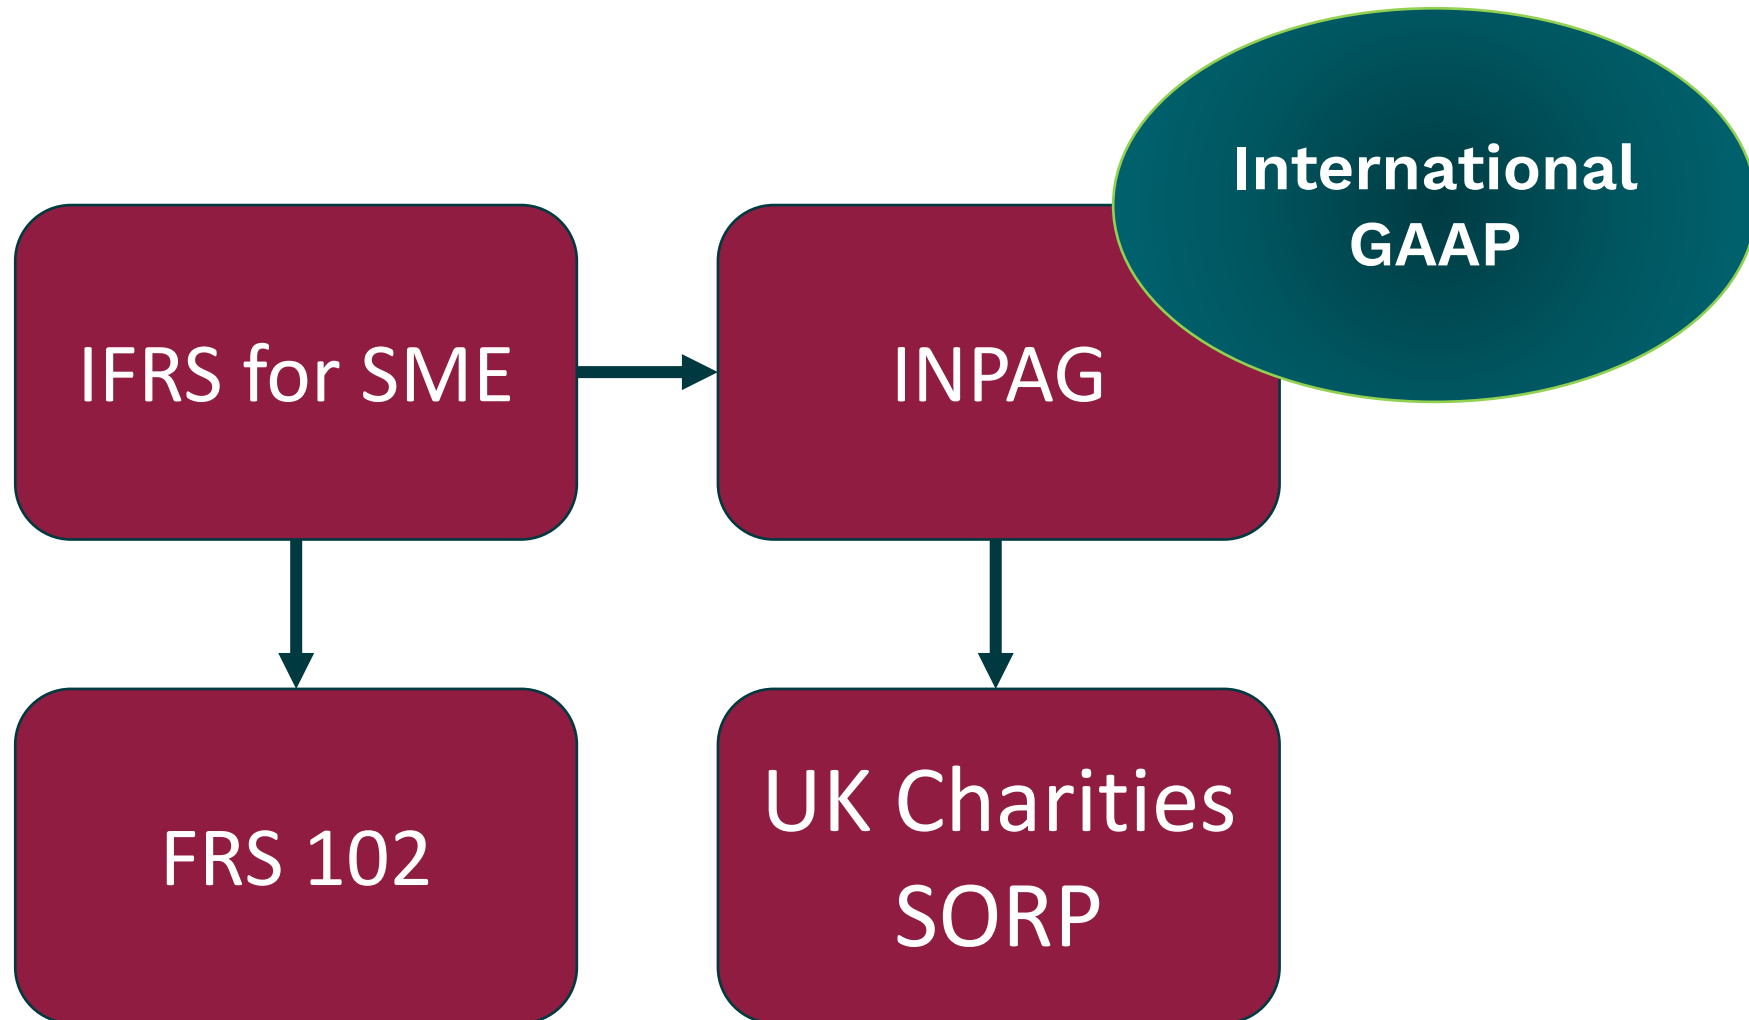 International
GAAP
IFRS for SME
INPAG
FRS 102
UK Charities
SORP